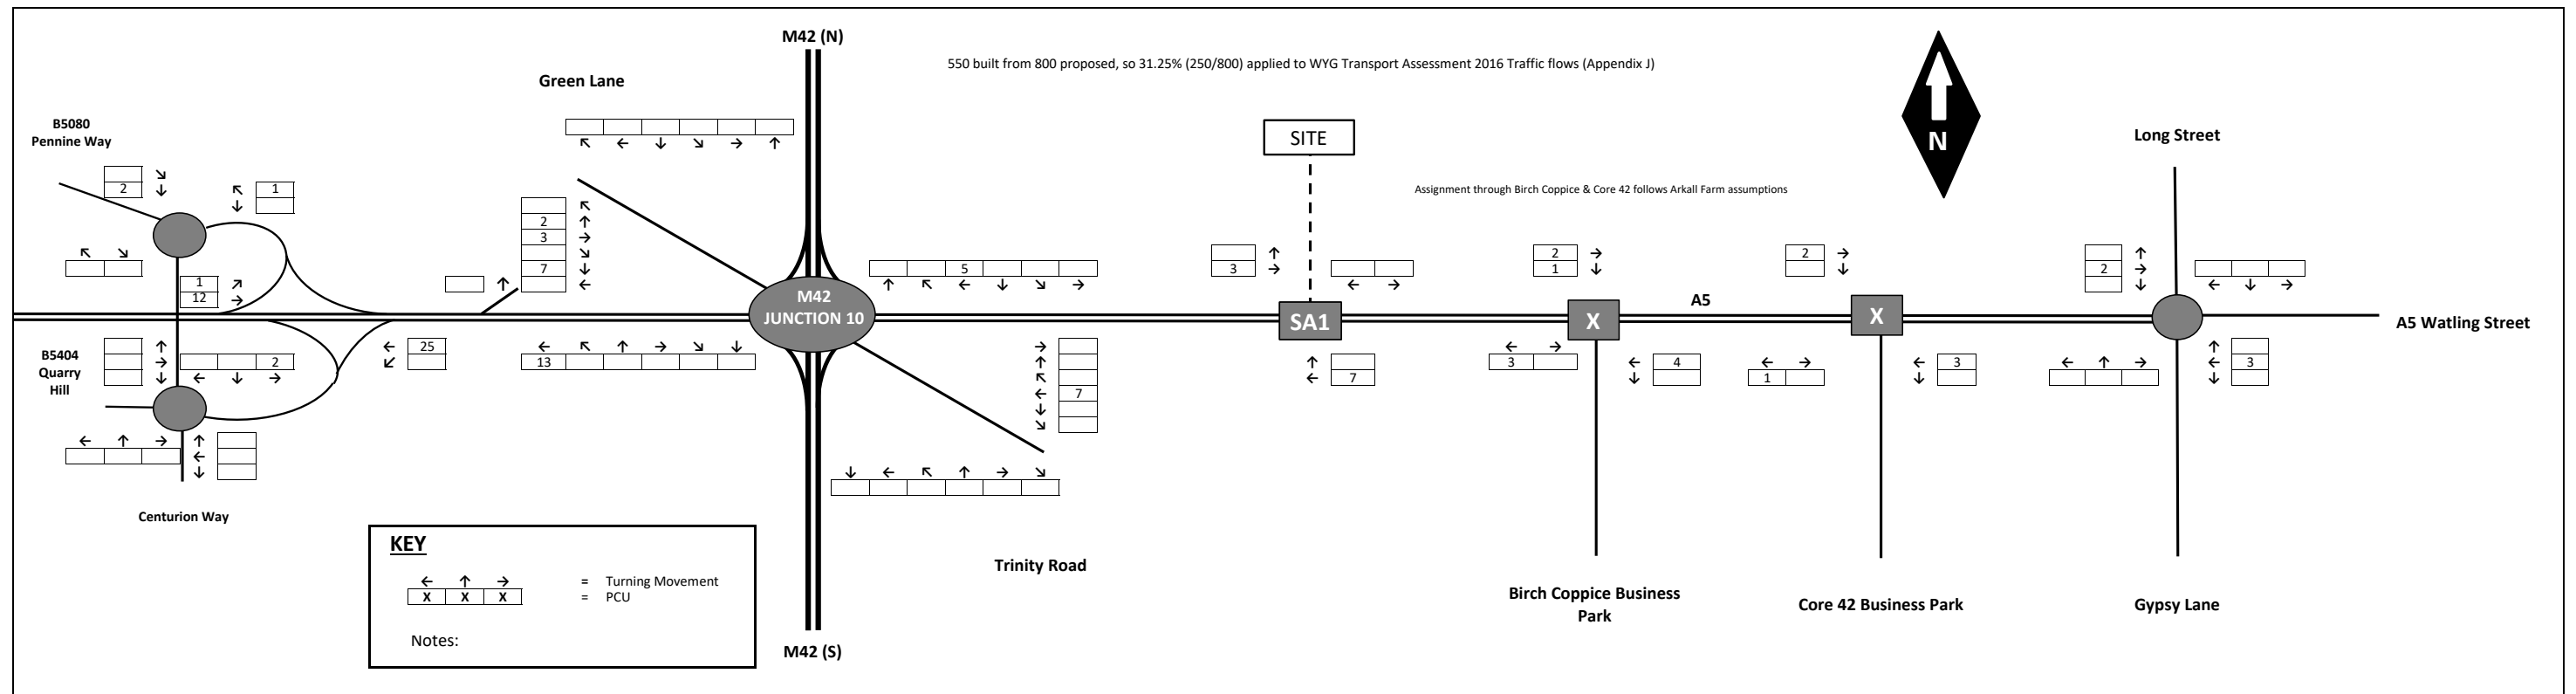 M42 (N)
550 built from 800 proposed, so 31.25% (250/800) applied to WYG Transport Assessment 2016 Traffic flows (Appendix J)
Green Lane
B5080
Pennine Way
SITE
N
Long Street
Assignment through Birch Coppice & Core 42 follows Arkall Farm assumptions
2
1
2
3
7
1
12
5
3
2
1
2
2
M42
JUNCTION 10
SA1
X
A5
X
A5 Watling Street
B5404
Quarry
Hill
2
25
13
7
7
3
4
1
3
3
Centurion Way
KEY
= Turning Movement
X X X = PCU
Notes:
Trinity Road
Birch Coppice Business
Park
Core 42 Business Park
Gypsy Lane
M42 (S)